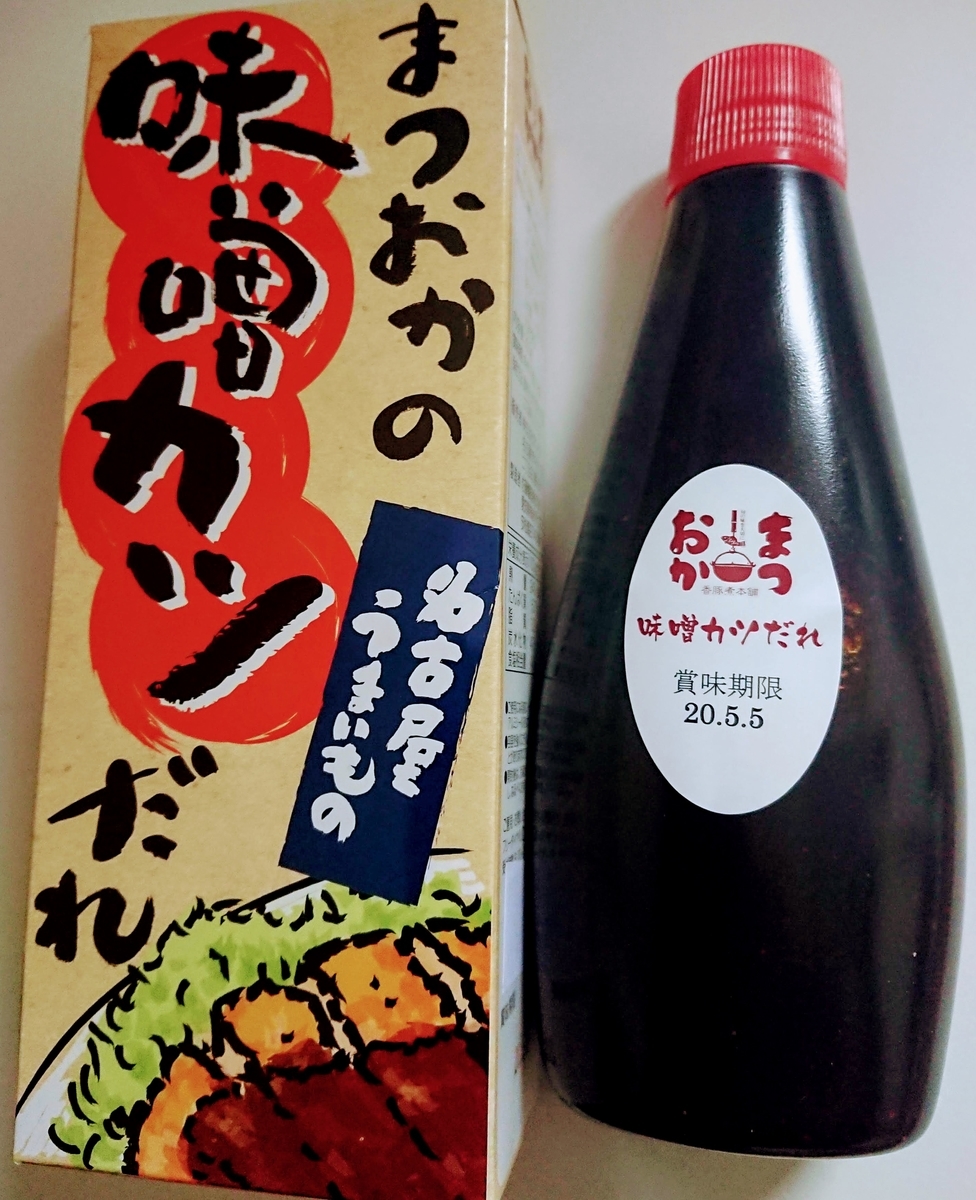 まつおかの
味噌カツ
だれ
名古屋
うまいもの
まつ
おか
味噌カツだれ
賞味期限
20.5.5